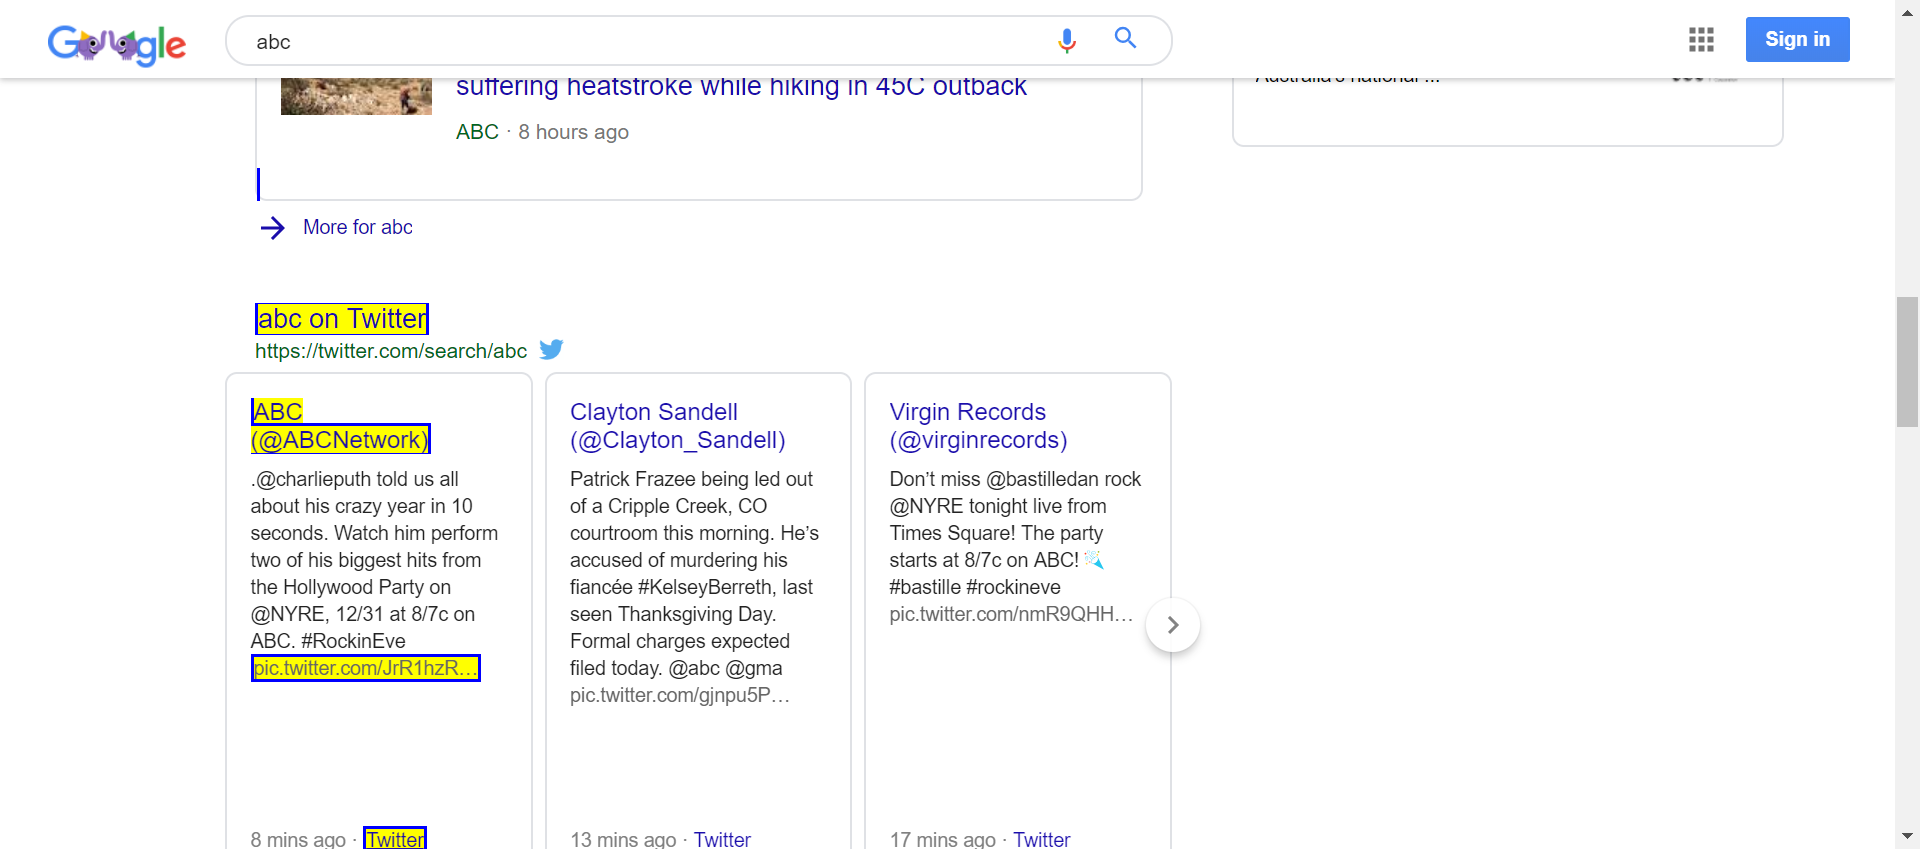 Google
abc
Sign in
suffering heatstroke while hiking in 45C outback
ABC · 8 hours ago
Australia's national ...
More for abc
abc on Twitter
https://twitter.com/search/abc
ABC
(@ABCNetwork)
.@charlieputh told us all
about his crazy year in 10
seconds. Watch him perform
two of his biggest hits from
the Hollywood Party on
@NYRE, 12/31 at 8/7c on
ABC. #RockinEve
pic.twitter.com/JrR1hzR…
8 mins ago · Twitter
Clayton Sandell
(@Clayton_Sandell)
Patrick Frazee being led out
of a Cripple Creek, CO
courtroom this morning. He’s
accused of murdering his
fiancée #KelseyBerreth, last
seen Thanksgiving Day.
Formal charges expected
filed today. @abc @gma
pic.twitter.com/gjnpu5P…
13 mins ago · Twitter
Virgin Records
(@virginrecords)
Don’t miss @bastilledan rock
@NYRE tonight live from
Times Square! The party
starts at 8/7c on ABC! 🎉
#bastille #rockineve
pic.twitter.com/nmR9QHH…
17 mins ago · Twitter